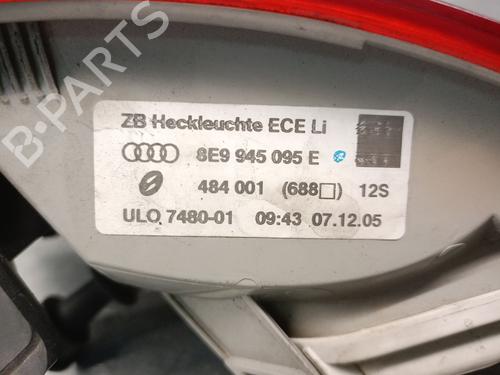 ZB Heckleuchte ECE Li
8E9 945 095 E
484 001 (688□) 12S
ULO 7480-01 09:43 07.12.05
B-PARTS